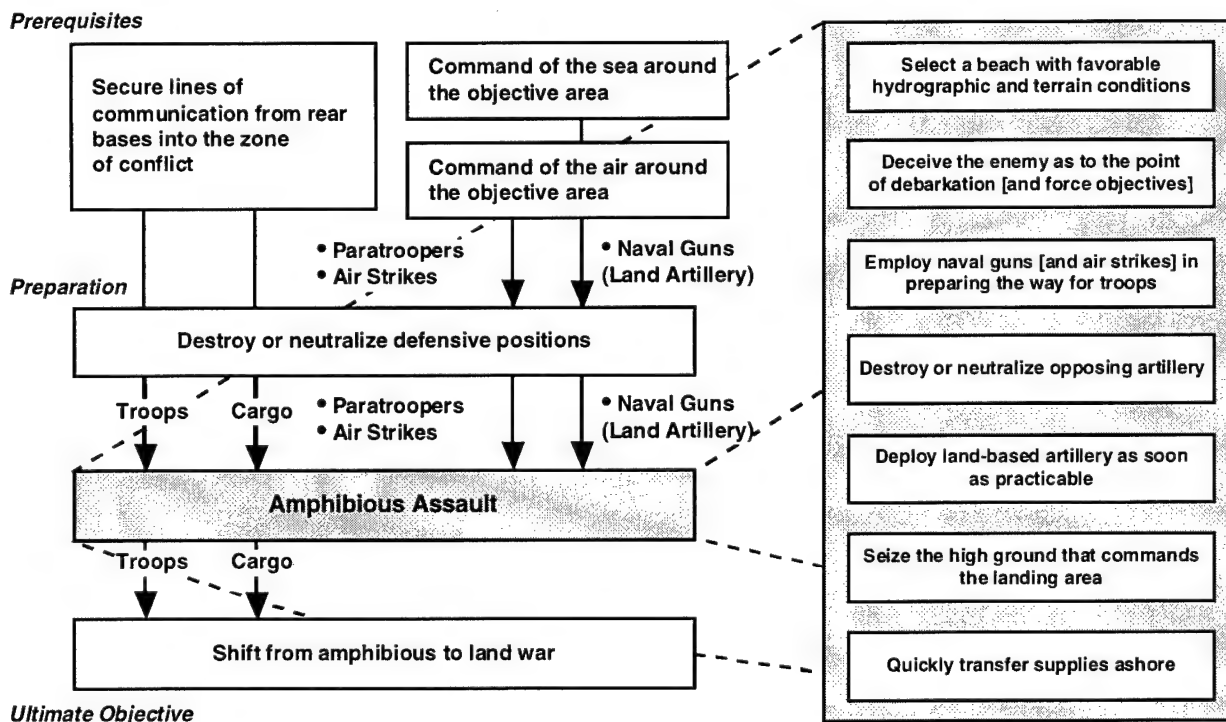 Prerequisites
Secure lines of
communication from rear
bases into the zone
of conflict
Command of the sea around
the objective area
Command of the air around
the objective area
• Paratroopers
• Air Strikes
• Naval Guns
(Land Artillery)
Preparation
Destroy or neutralize defensive positions
Troops
Cargo
• Paratroopers
• Air Strikes
• Naval Guns
(Land Artillery)
Amphibious Assault
Troops
Cargo
Shift from amphibious to land war
Ultimate Objective
Select a beach with favorable
hydrographic and terrain conditions
Deceive the enemy as to the point
of debarkation [and force objectives]
Employ naval guns [and air strikes] in
preparing the way for troops
Destroy or neutralize opposing artillery
Deploy land-based artillery as soon
as practicable
Seize the high ground that commands
the landing area
Quickly transfer supplies ashore